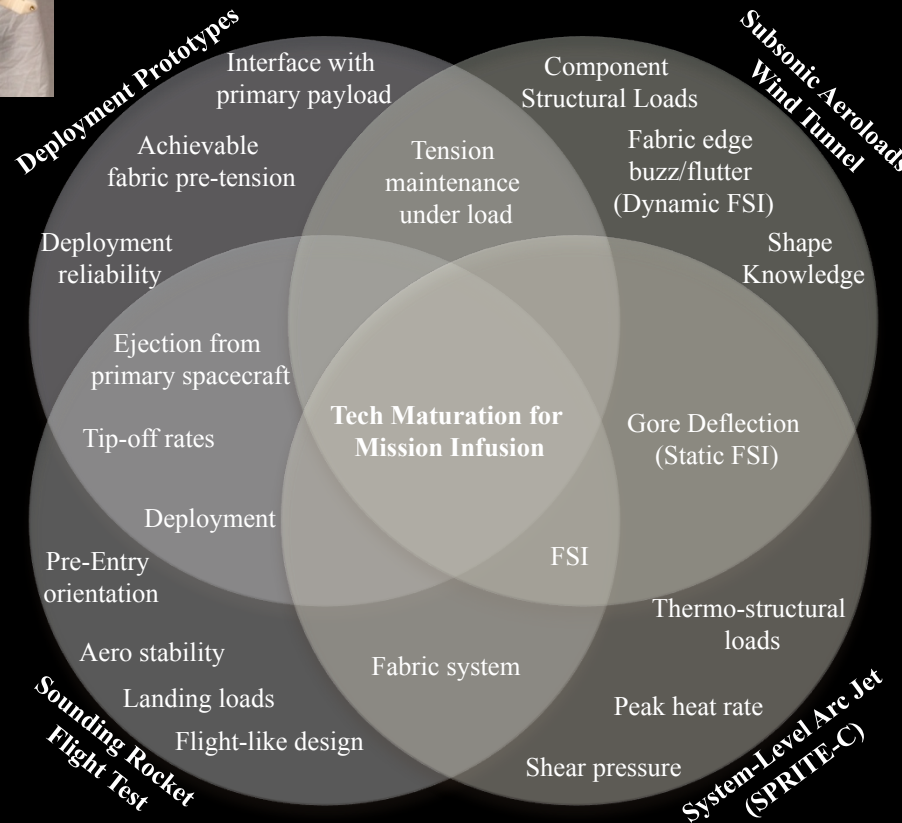 Deployment Prototypes
Subsonic Aeroloads
Wind Tunnel
Interface with
primary payload
Component
Structural Loads
Achievable
fabric pre-tension
Tension
maintenance
under load
Fabric edge
buzz/flutter
(Dynamic FSI)
Deployment
reliability
Shape
Knowledge
Ejection from
primary spacecraft
Tip-off rates
Tech Maturation for
Mission Infusion
Gore Deflection
(Static FSI)
Deployment
FSI
Pre-Entry
orientation
Thermo-structural
loads
Aero stability
Fabric system
Landing loads
Peak heat rate
Flight-like design
Shear pressure
Sounding Rocket
Flight Test
System-Level Arc Jet
(SPRITE-C)